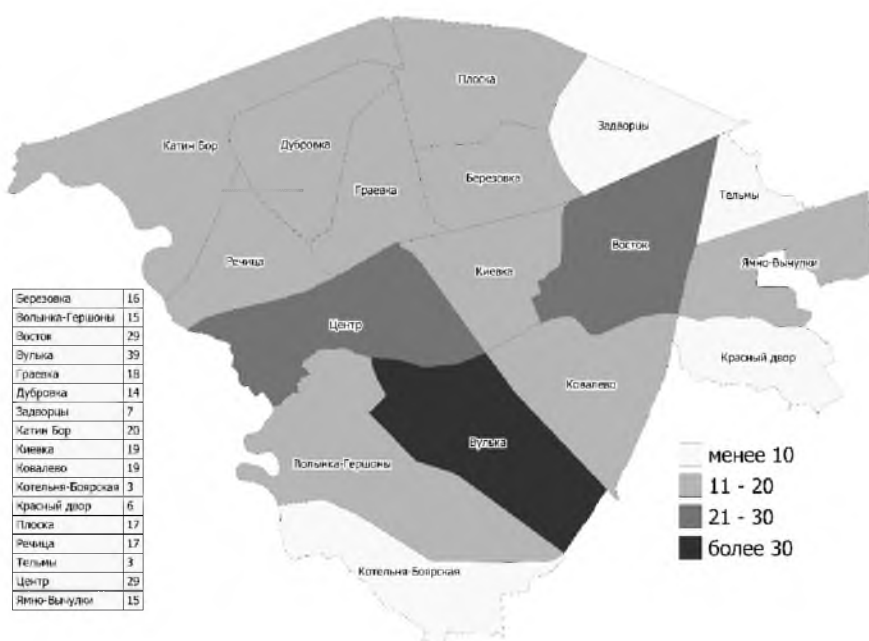 Плоска
Задворцы
Катин Бор
Дубровка
Березовка
Граевка
Тельмы
Восток
Речица
Киевка
Ямно-Вычулки
Центр
Красный двор
Ковалево
Вулька
Волынка-Гершоны
Котельня-Боярская
Березовка 16
Волынка-Гершоны 15
Восток 29
Вулька 39
Граевка 18
Дубровка 14
Задворцы 7
Катин Бор 20
Киевка 19
Ковалево 19
Котельня-Боярская 3
Красный двор 6
Плоска 17
Речица 17
Тельмы 3
Центр 29
Ямно-Вычулки 15
менее 10
11 - 20
21 - 30
более 30